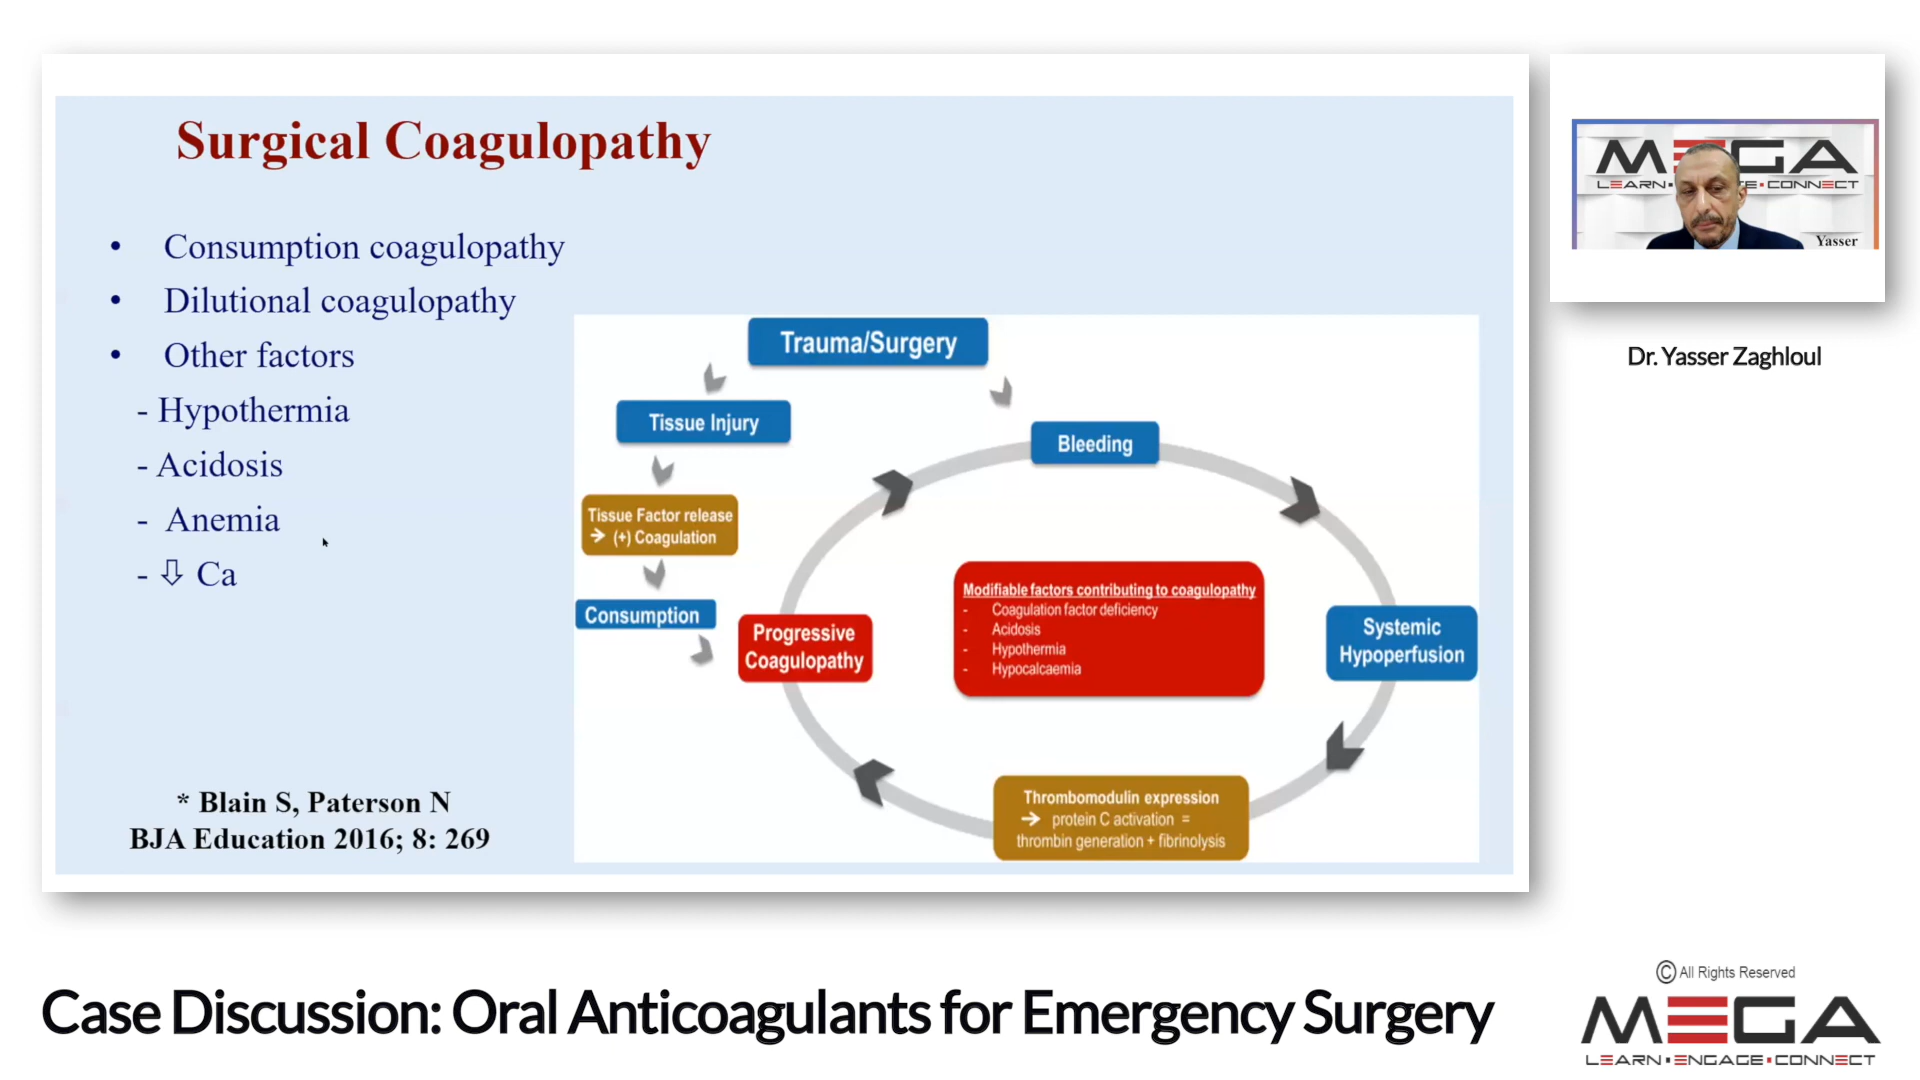 Surgical Coagulopathy
• Consumption coagulopathy
• Dilutional coagulopathy
• Other factors
- Hypothermia
- Acidosis
- Anemia
- ⇩ Ca
* Blain S, Paterson N
BJA Education 2016; 8: 269
Trauma/Surgery
Tissue Injury
Bleeding
Tissue Factor release
➔ (+) Coagulation
Consumption
Progressive
Coagulopathy
Modifiable factors contributing to coagulopathy
- Coagulation factor deficiency
- Acidosis
- Hypothermia
- Hypocalcaemia
Systemic
Hypoperfusion
Thrombomodulin expression
➔ protein C activation =
thrombin generation + fibrinolysis
MEGA
LEARN
E▪CONNECT
Yasser
Dr. Yasser Zaghloul
Case Discussion: Oral Anticoagulants for Emergency Surgery
© All Rights Reserved
MEGA
LEARN▪ENGAGE▪CONNECT